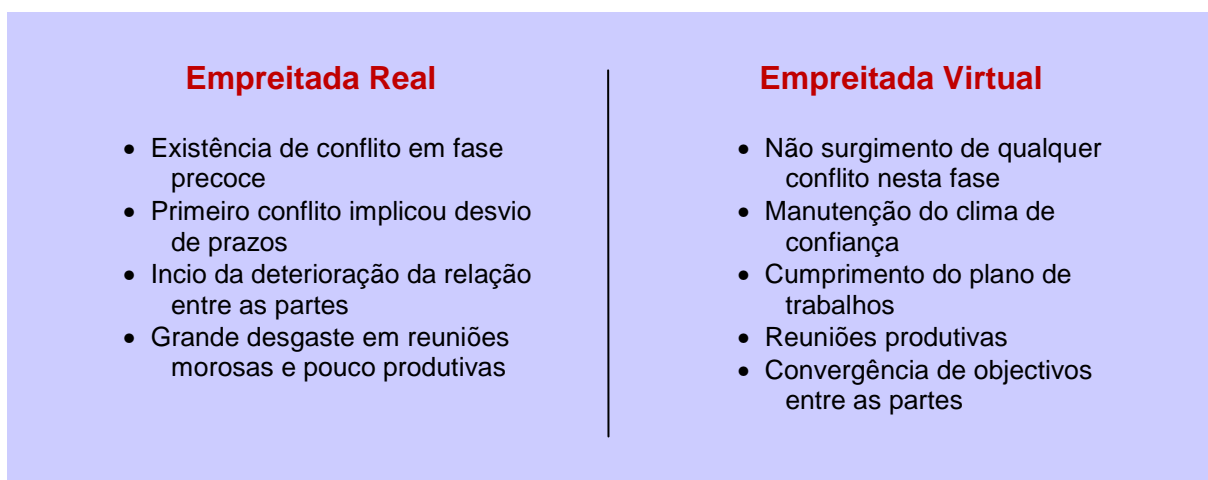 Empreitada Real
• Existência de conflito em fase
precoce
• Primeiro conflito implicou desvio
de prazos
• Incio da deterioração da relação
entre as partes
• Grande desgaste em reuniões
morosas e pouco produtivas
Empreitada Virtual
• Não surgimento de qualquer
conflito nesta fase
• Manutenção do clima de
confiança
• Cumprimento do plano de
trabalhos
• Reuniões produtivas
• Convergência de objectivos
entre as partes